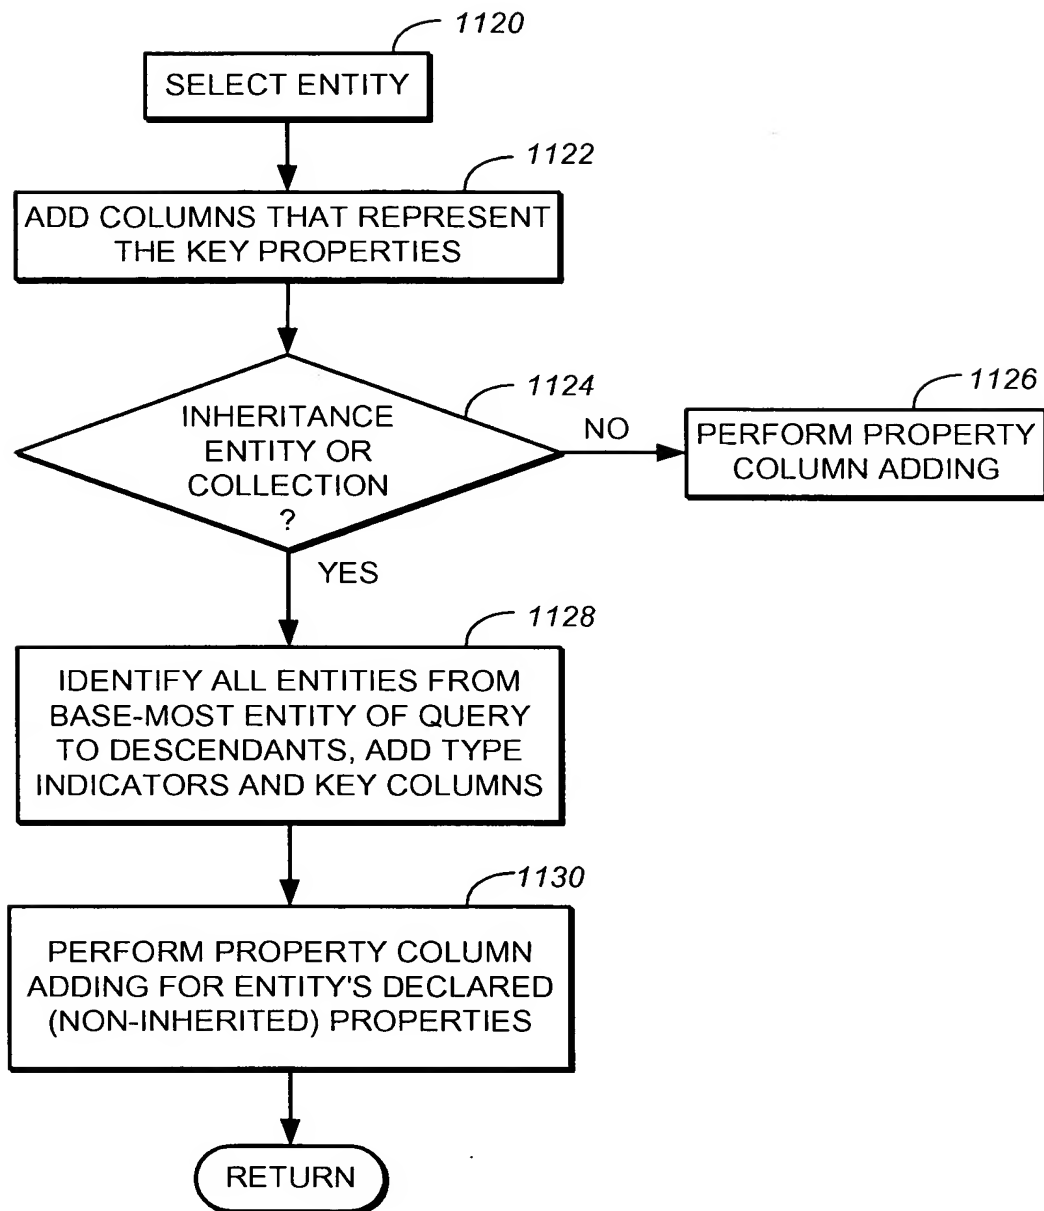 1120
SELECT ENTITY
1122
ADD COLUMNS THAT REPRESENT
THE KEY PROPERTIES
1124
INHERITANCE
ENTITY OR
COLLECTION
?
NO
1126
PERFORM PROPERTY
COLUMN ADDING
YES
1128
IDENTIFY ALL ENTITIES FROM
BASE-MOST ENTITY OF QUERY
TO DESCENDANTS, ADD TYPE
INDICATORS AND KEY COLUMNS
1130
PERFORM PROPERTY COLUMN
ADDING FOR ENTITY'S DECLARED
(NON-INHERITED) PROPERTIES
RETURN